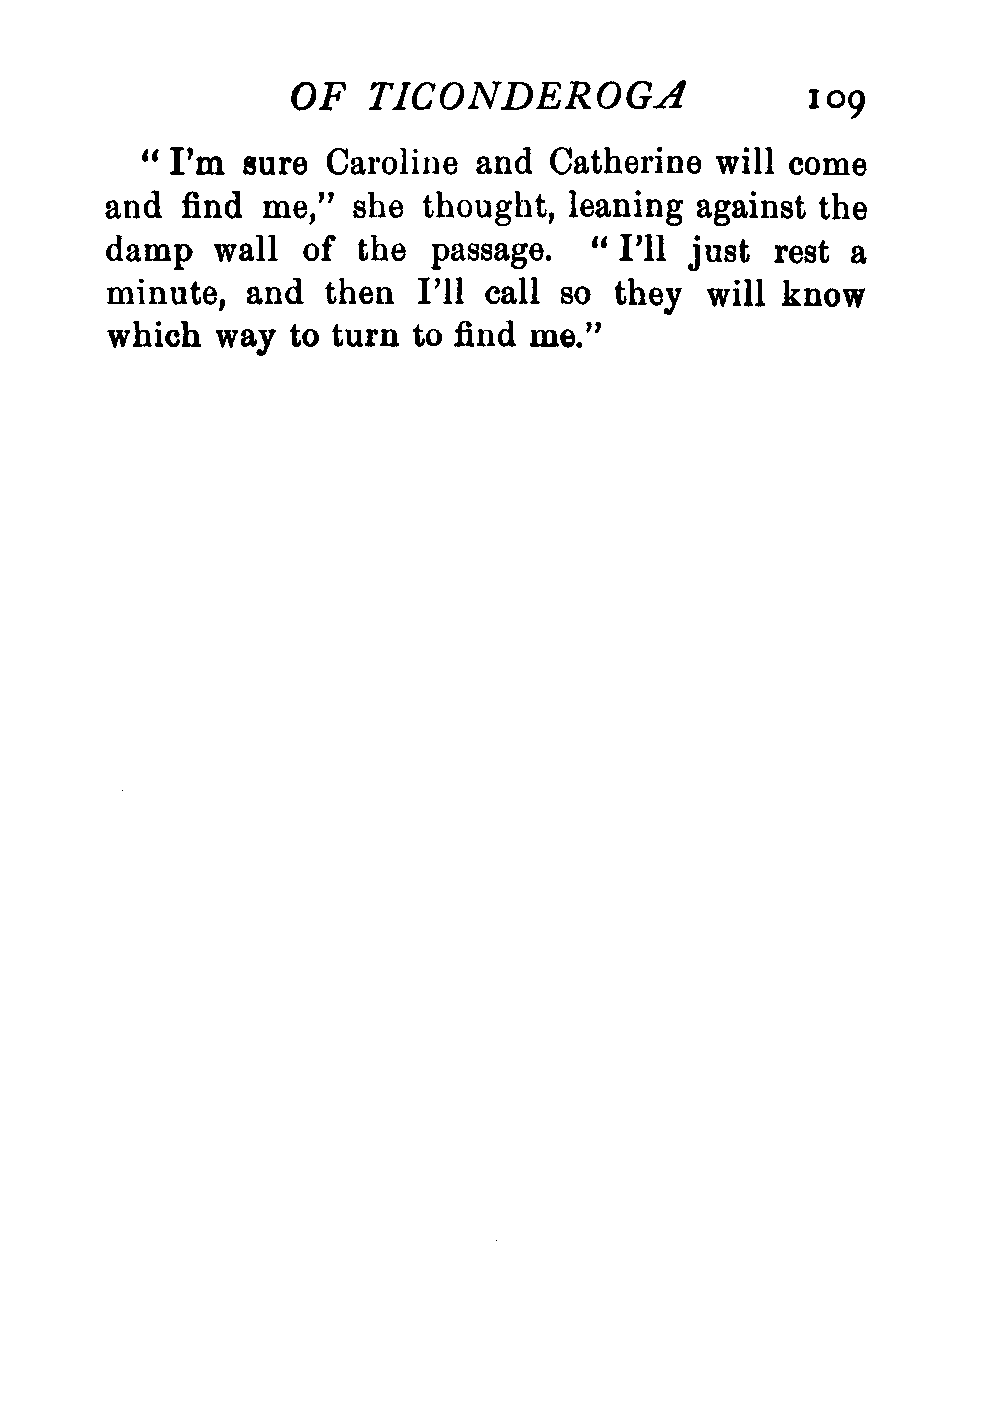 OF TICONDEROGA 109
" I'm sure Caroline and Catherine will come
and find me," she thought, leaning against the
damp wall of the passage. " I'll just rest a
minute, and then I'll call so they will know
which way to turn to find me."